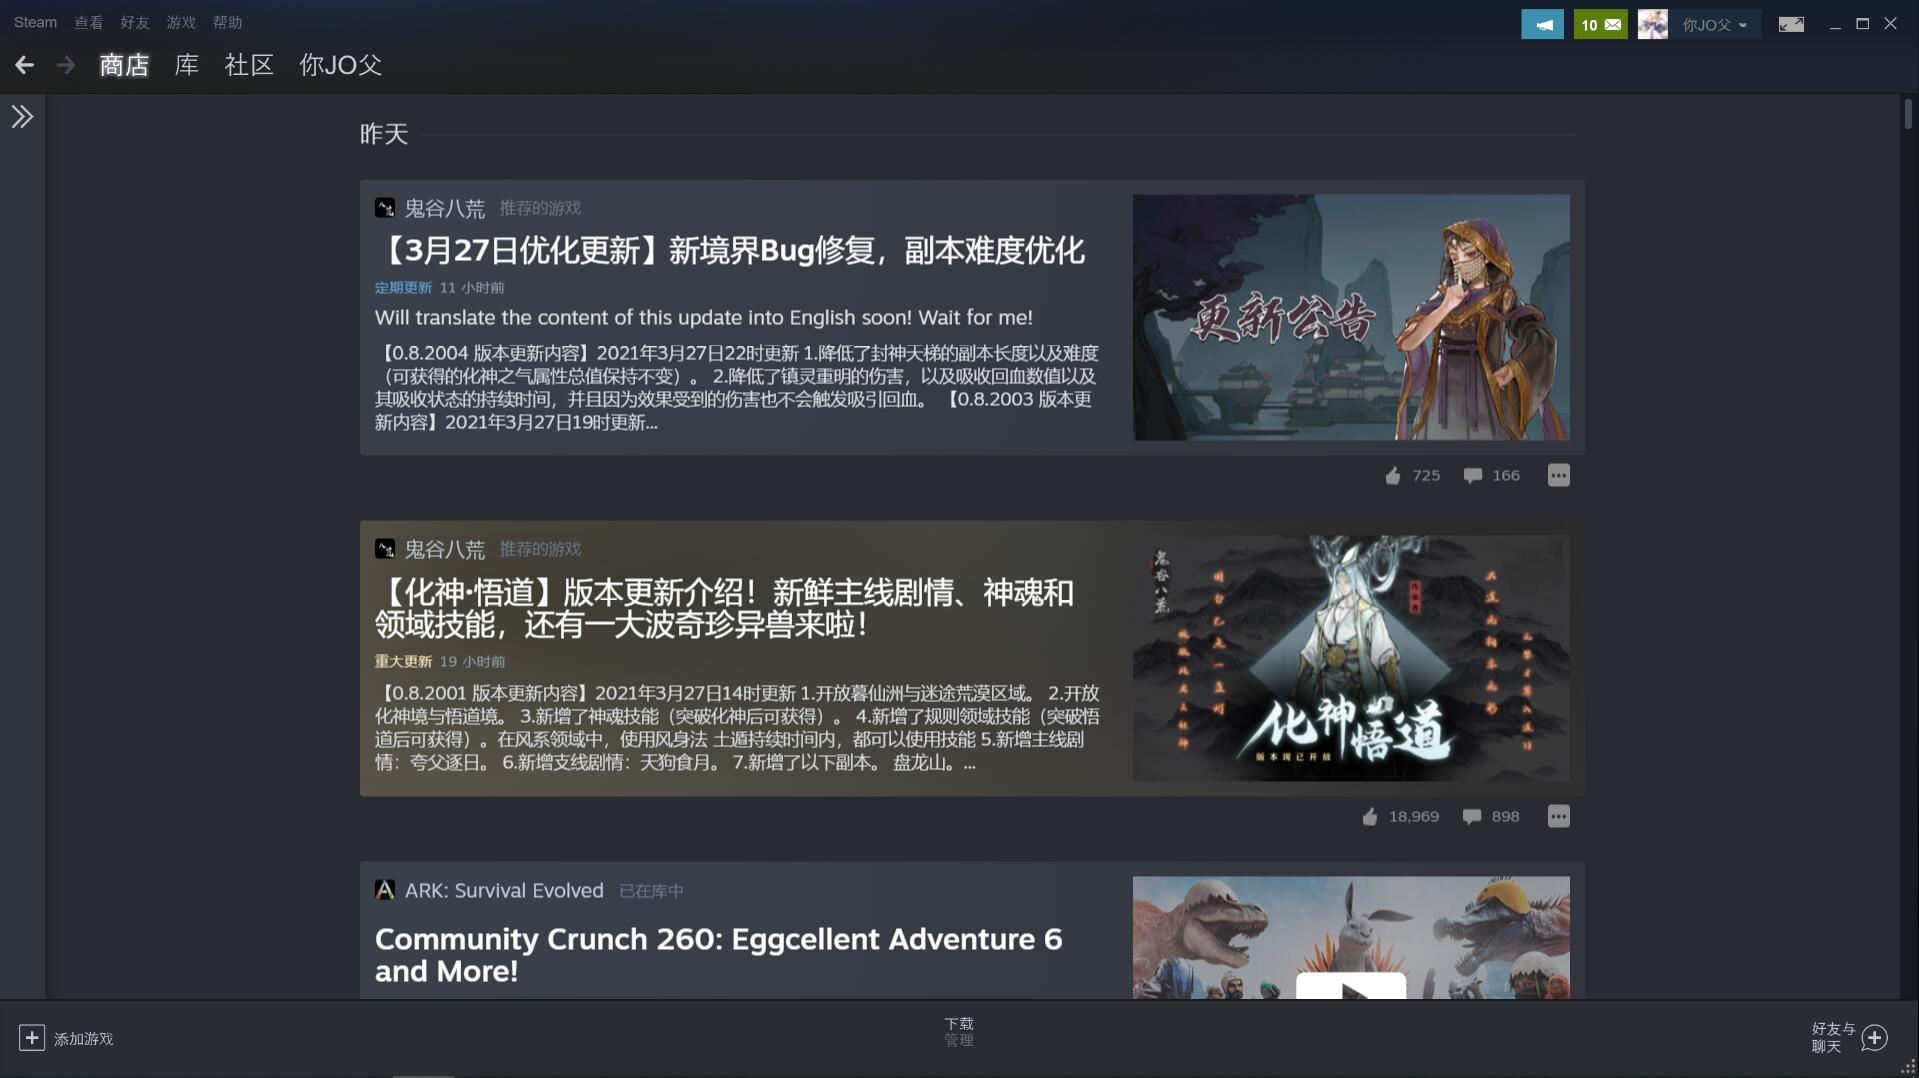 Steam 查看 好友 游戏 帮助
10 你JO父
商店 库 社区 你JO父
昨天
鬼谷八荒 推荐的游戏
【3月27日优化更新】新境界Bug修复，副本难度优化
定期更新 11 小时前
Will translate the content of this update into English soon! Wait for me!
【0.8.2004 版本更新内容】2021年3月27日22时更新 1.降低了封神天梯的副本长度以及难度
（可获得的化神之气属性总值保持不变）。 2.降低了镇灵重明的伤害，以及吸收回血数值以及
其吸收状态的持续时间，并且因为效果受到的伤害也不会触发吸引回血。 【0.8.2003 版本更
新内容】2021年3月27日19时更新...
更新公告
725 166
鬼谷八荒 推荐的游戏
【化神·悟道】版本更新介绍！新鲜主线剧情、神魂和
领域技能，还有一大波奇珍异兽来啦！
重大更新 19 小时前
【0.8.2001 版本更新内容】2021年3月27日14时更新 1.开放暮仙洲与迷途荒漠区域。 2.开放
化神境与悟道境。 3.新增了神魂技能（突破化神后可获得）。 4.新增了规则领域技能（突破悟
道后可获得）。在风系领域中，使用风身法 土遁持续时间内，都可以使用技能 5.新增主线剧
情：夸父逐日。 6.新增支线剧情：天狗食月。 7.新增了以下副本。 盘龙山。...
鬼谷八荒
化神悟道
版本现已开放
18,969 898
ARK: Survival Evolved 已在库中
Community Crunch 260: Eggcellent Adventure 6
and More!
添加游戏
下载
管理
好友与
聊天